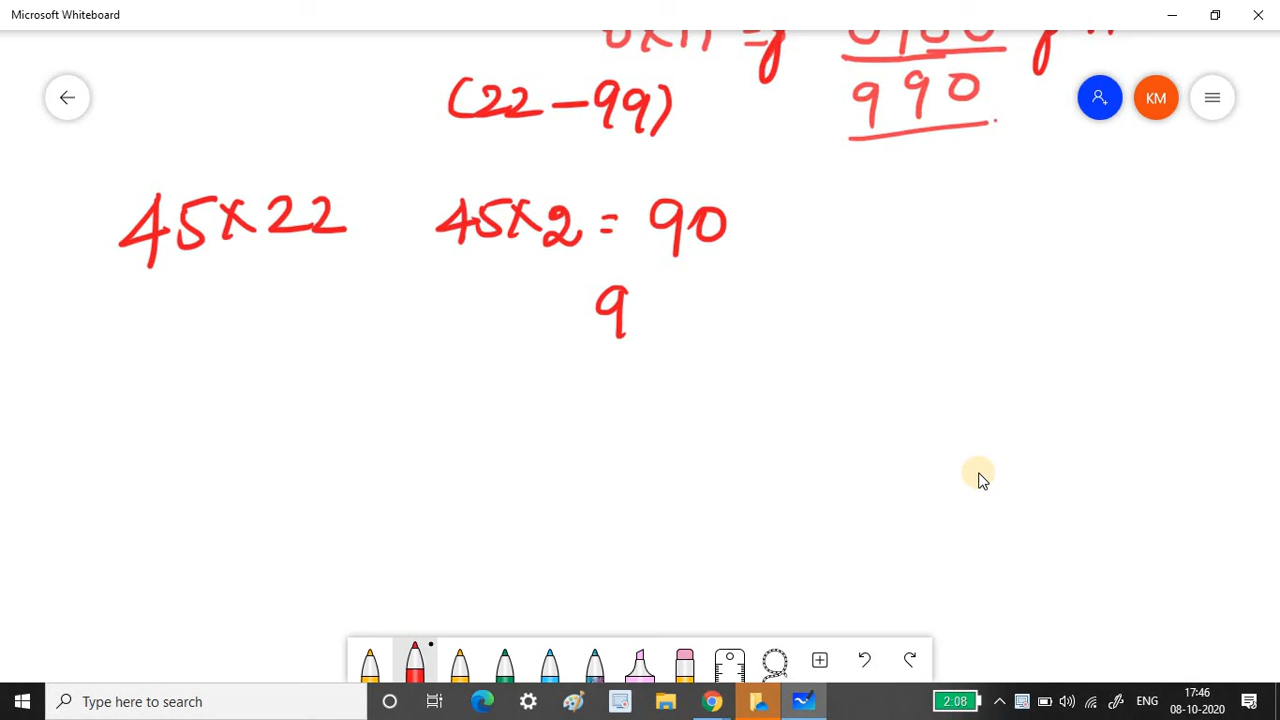 Microsoft Whiteboard
(22-99)
990
KM
45×22 45×2 = 90
9
Type here to search
2:08
ENG
17:46
08-10-2020